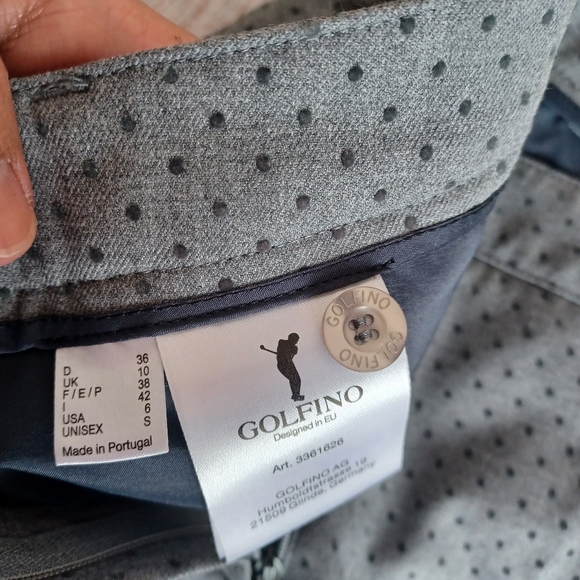 D 36
UK 10
F/E/P 38
I 42
USA 6
UNISEX S
Made in Portugal
GOLFINO
Designed in EU
Art. 3361626
GOLFINO AG
Humboldtstrasse 19
21509 Glinde, Germany
GOLFINO
GOLFINO